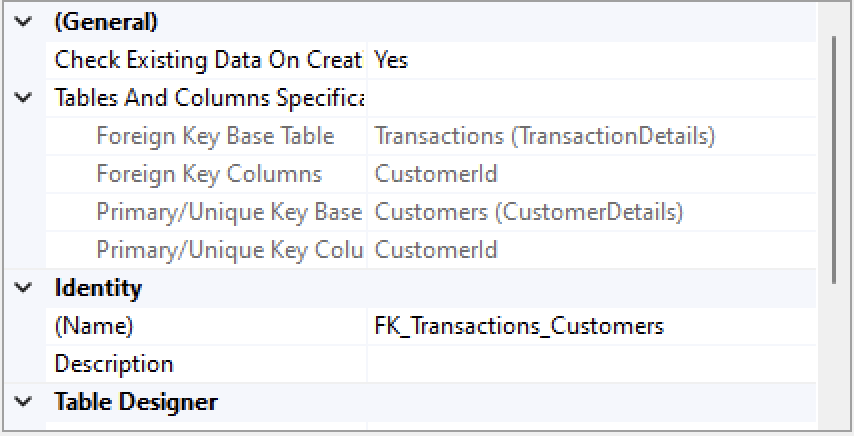 (General)
Check Existing Data On Creat Yes
Tables And Columns Specifica
Foreign Key Base Table Transactions (TransactionDetails)
Foreign Key Columns CustomerId
Primary/Unique Key Base Customers (CustomerDetails)
Primary/Unique Key Colu CustomerId
Identity
(Name) FK_Transactions_Customers
Description
Table Designer